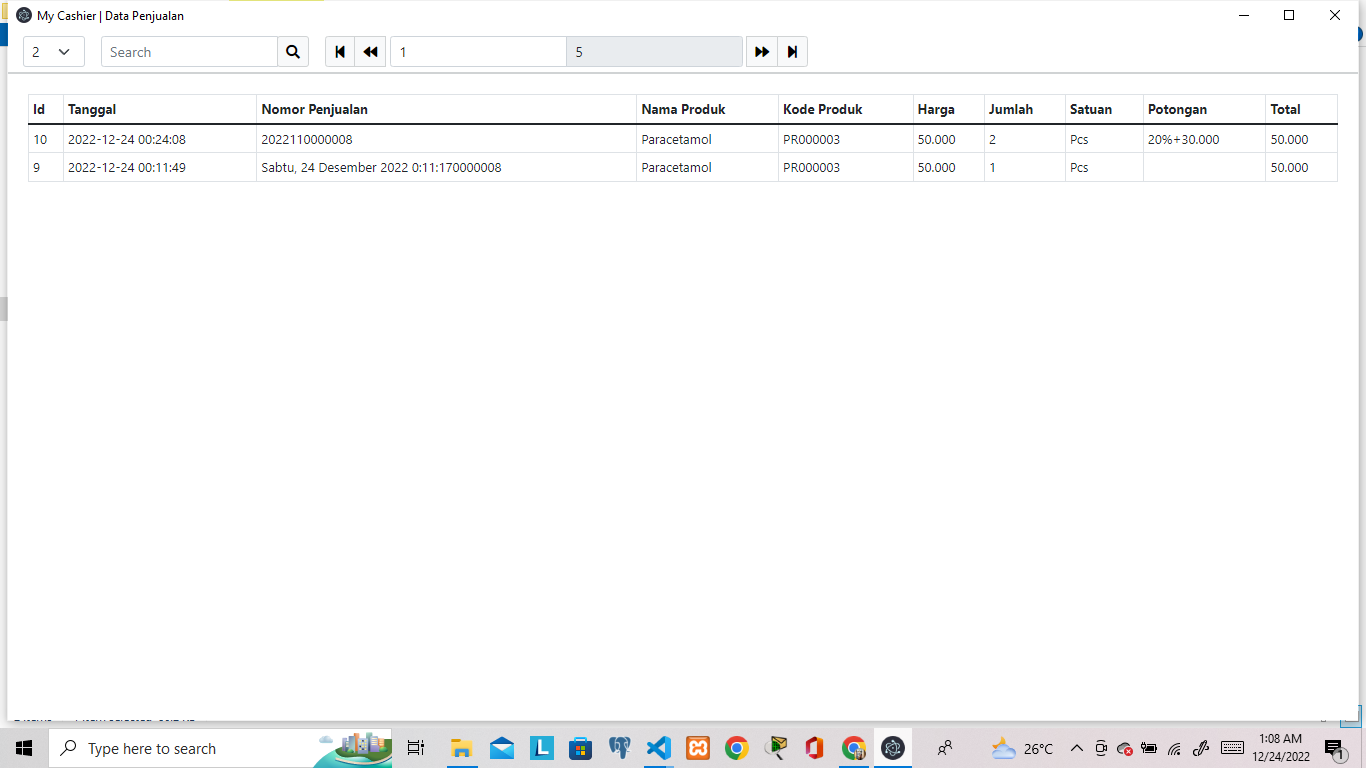 My Cashier | Data Penjualan
2 Search 1 5
Id Tanggal Nomor Penjualan Nama Produk Kode Produk Harga Jumlah Satuan Potongan Total
10 2022-12-24 00:24:08 2022110000008 Paracetamol PR000003 50.000 2 Pcs 20%+30.000 50.000
9 2022-12-24 00:11:49 Sabtu, 24 Desember 2022 0:11:170000008 Paracetamol PR000003 50.000 1 Pcs 50.000
Type here to search 26°C 1:08 AM
12/24/2022 1